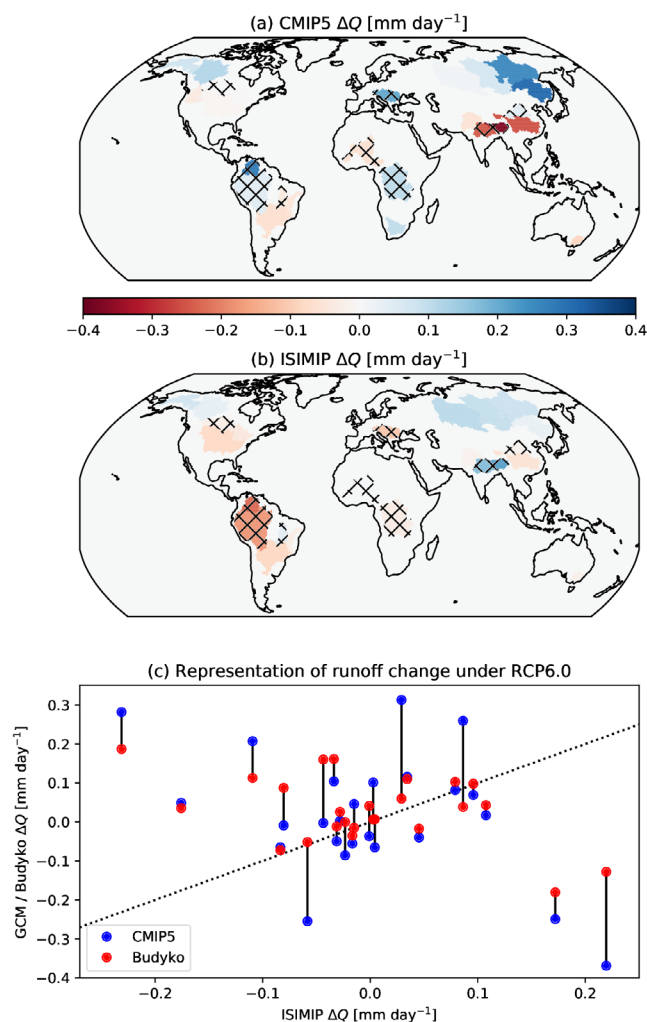 (a) CMIP5 ΔQ [mm day⁻¹]
−0.4 −0.3 −0.2 −0.1 0.0 0.1 0.2 0.3 0.4
(b) ISIMIP ΔQ [mm day⁻¹]
(c) Representation of runoff change under RCP6.0
GCM / Budyko ΔQ [mm day⁻¹]
0.3
0.2
0.1
0.0
−0.1
−0.2
−0.3
−0.4
CMIP5
Budyko
−0.2 −0.1 0.0 0.1 0.2
ISIMIP ΔQ [mm day⁻¹]